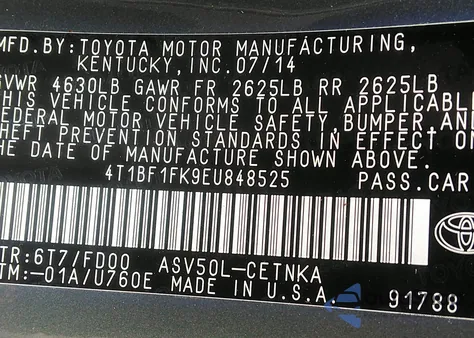 MFD.BY:TOYOTA MOTOR MANUFACTURING,
KENTUCKY,INC.07/14
GVWR 4630LB GAWR FR 2625LB RR 2625LB
THIS VEHICLE CONFORMS TO ALL APPLICABLE
FEDERAL MOTOR VEHICLE SAFETY,BUMPER,AND
THEFT PREVENTION STANDARDS IN EFFECT ON
THE DATE OF MANUFACTURE SHOWN ABOVE.
4T1BF1FK9EU848525 PASS.CAR
TR:6T7/FD00 ASV50L-CETNKA
TM:-01A/U760E MADE IN U.S.A. 91788